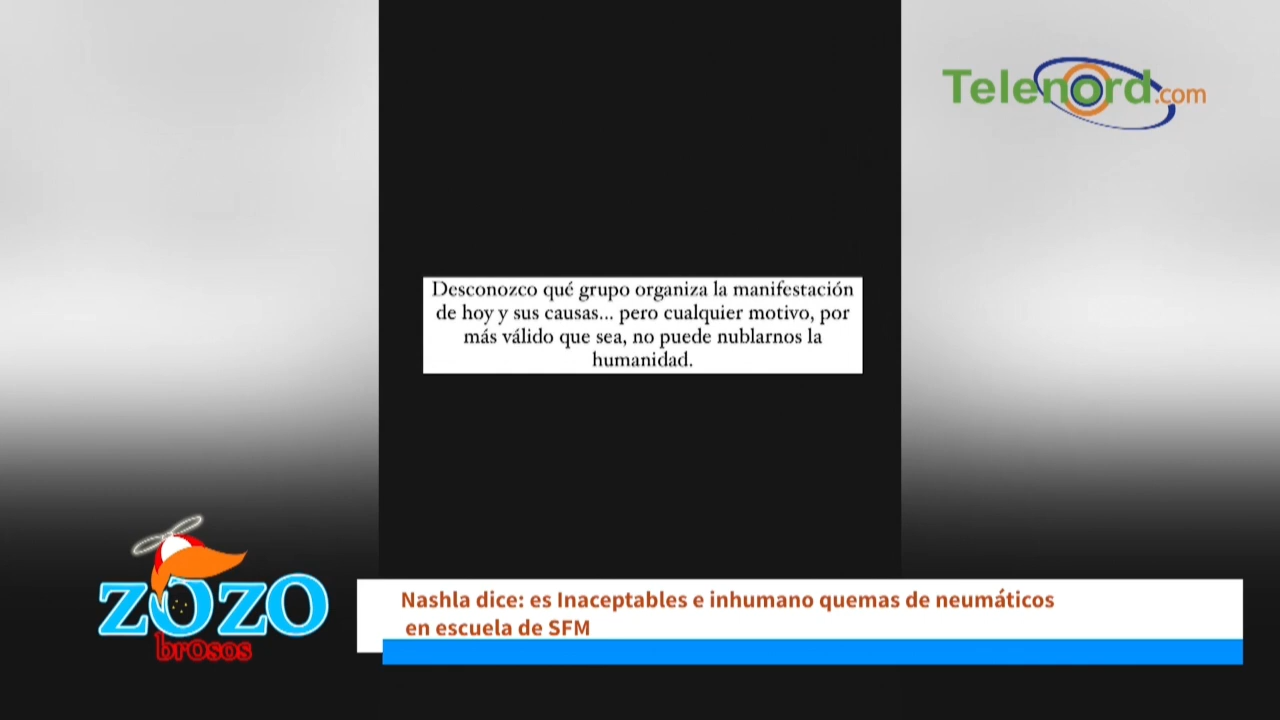 Telenord.com
Desconozco qué grupo organiza la manifestación
de hoy y sus causas... pero cualquier motivo, por
más válido que sea, no puede nublarnos la
humanidad.
zozo
brosos
Nashla dice: es Inaceptables e inhumano quemas de neumáticos
en escuela de SFM